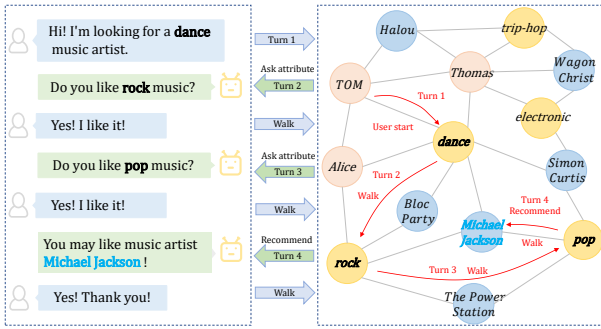 Hi! I'm looking for a dance
music artist.
Do you like rock music?
Yes! I like it!
Do you like pop music?
Yes! I like it!
You may like music artist
Michael Jackson !
Yes! Thank you!
Turn 1
Ask attribute
Turn 2
Walk
Ask attribute
Turn 3
Walk
Recommend
Turn 4
Walk
Halou
trip-hop
TOM
Thomas
Wagon
Christ
Turn 1
User start
electronic
dance
Alice
Turn 2
Walk
Simon
Curtis
Bloc
Party
Turn 4
Recommend
Michael
Jackson
Walk
pop
rock
Turn 3
Walk
The Power
Station